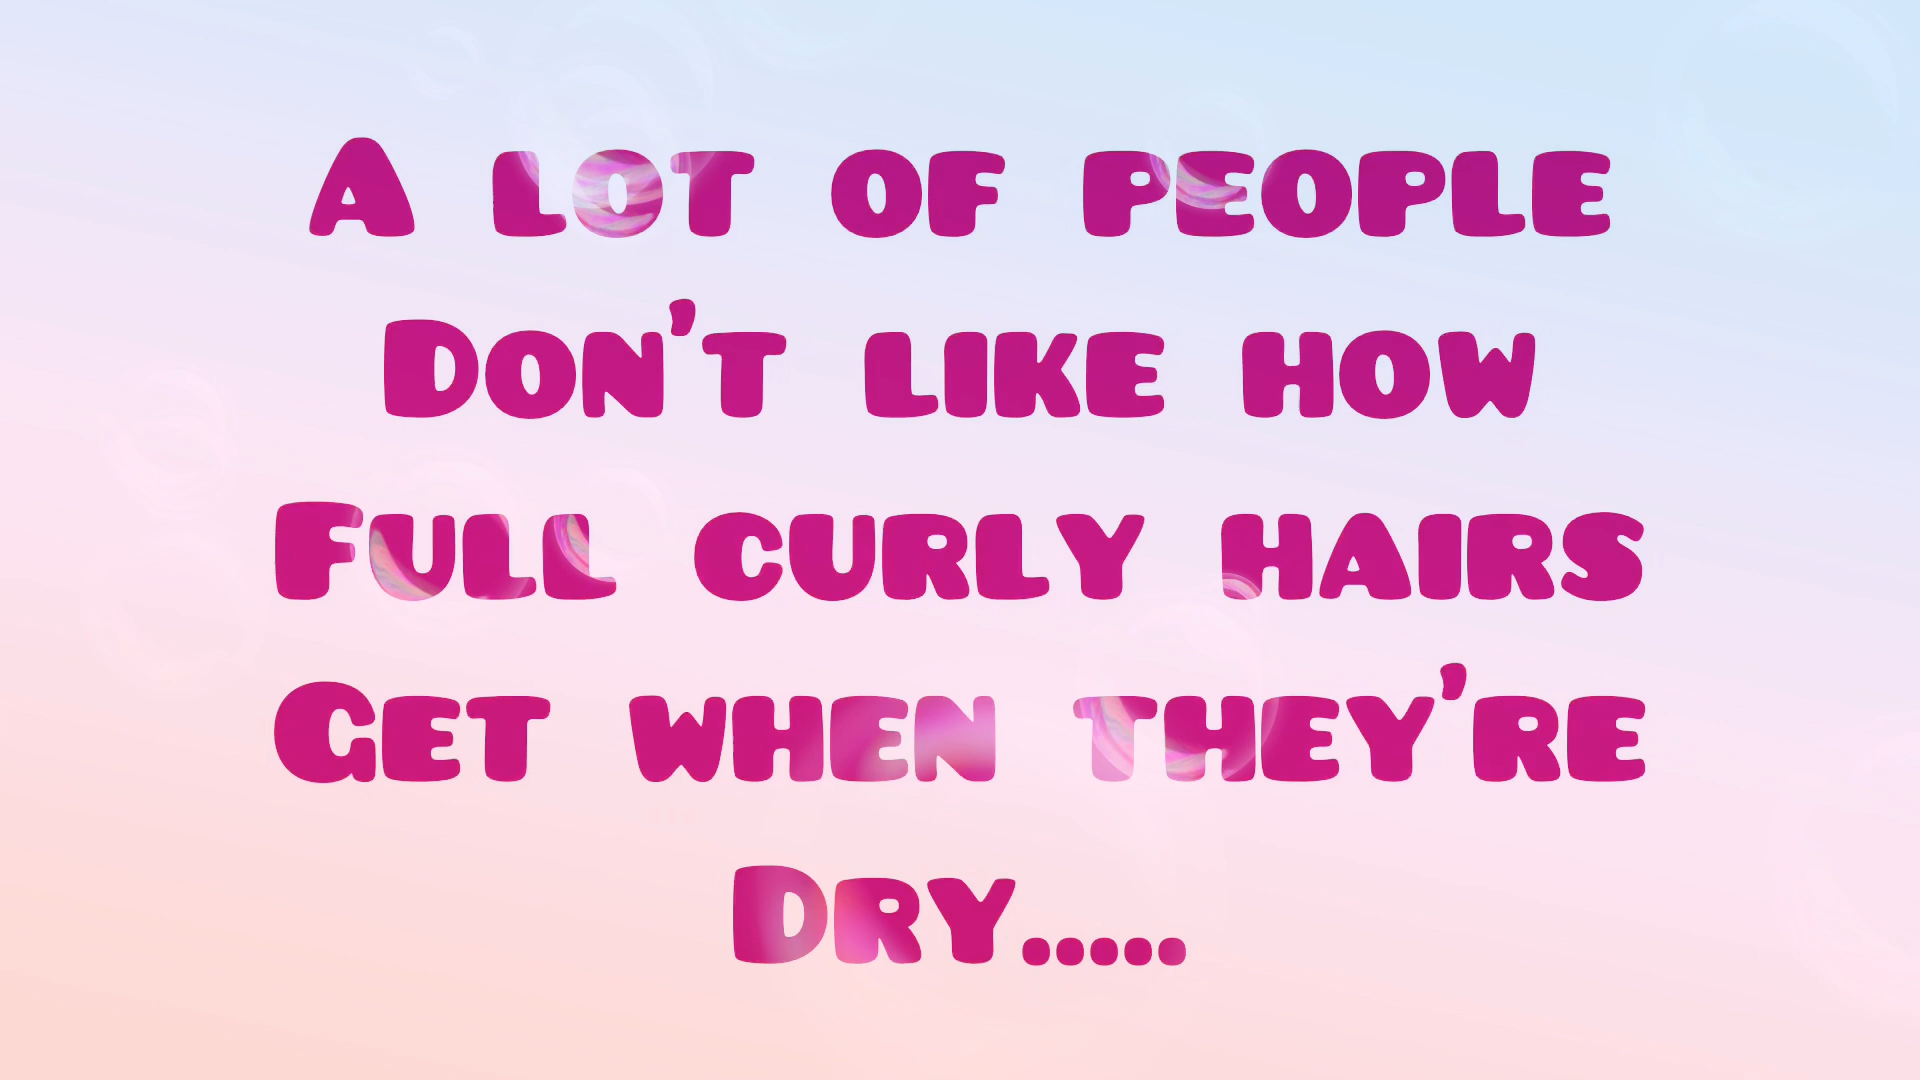 A LOT OF PEOPLE
DON'T LIKE HOW
FULL CURLY HAIRS
GET WHEN THEY'RE
DRY.....